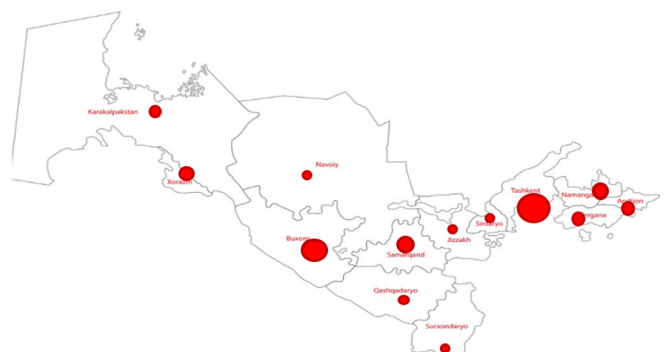 Karakalpakstan
Xorazm
Navoiy
Tashkent
Namangan
Andijon
Fergana
Sirdaryo
Jizzakh
Buxoro
Samarqand
Qashqadaryo
Surxondaryo